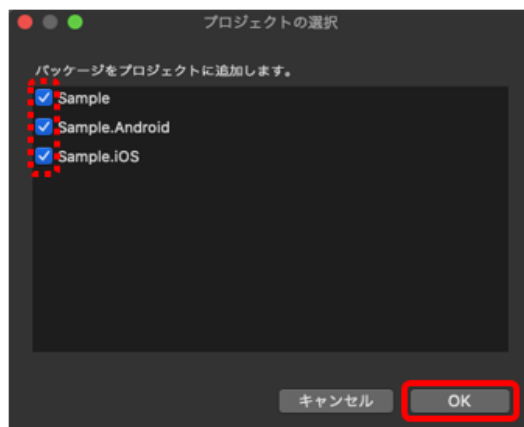 プロジェクトの選択
パッケージをプロジェクトに追加します。
Sample
Sample.Android
Sample.iOS
キャンセル OK